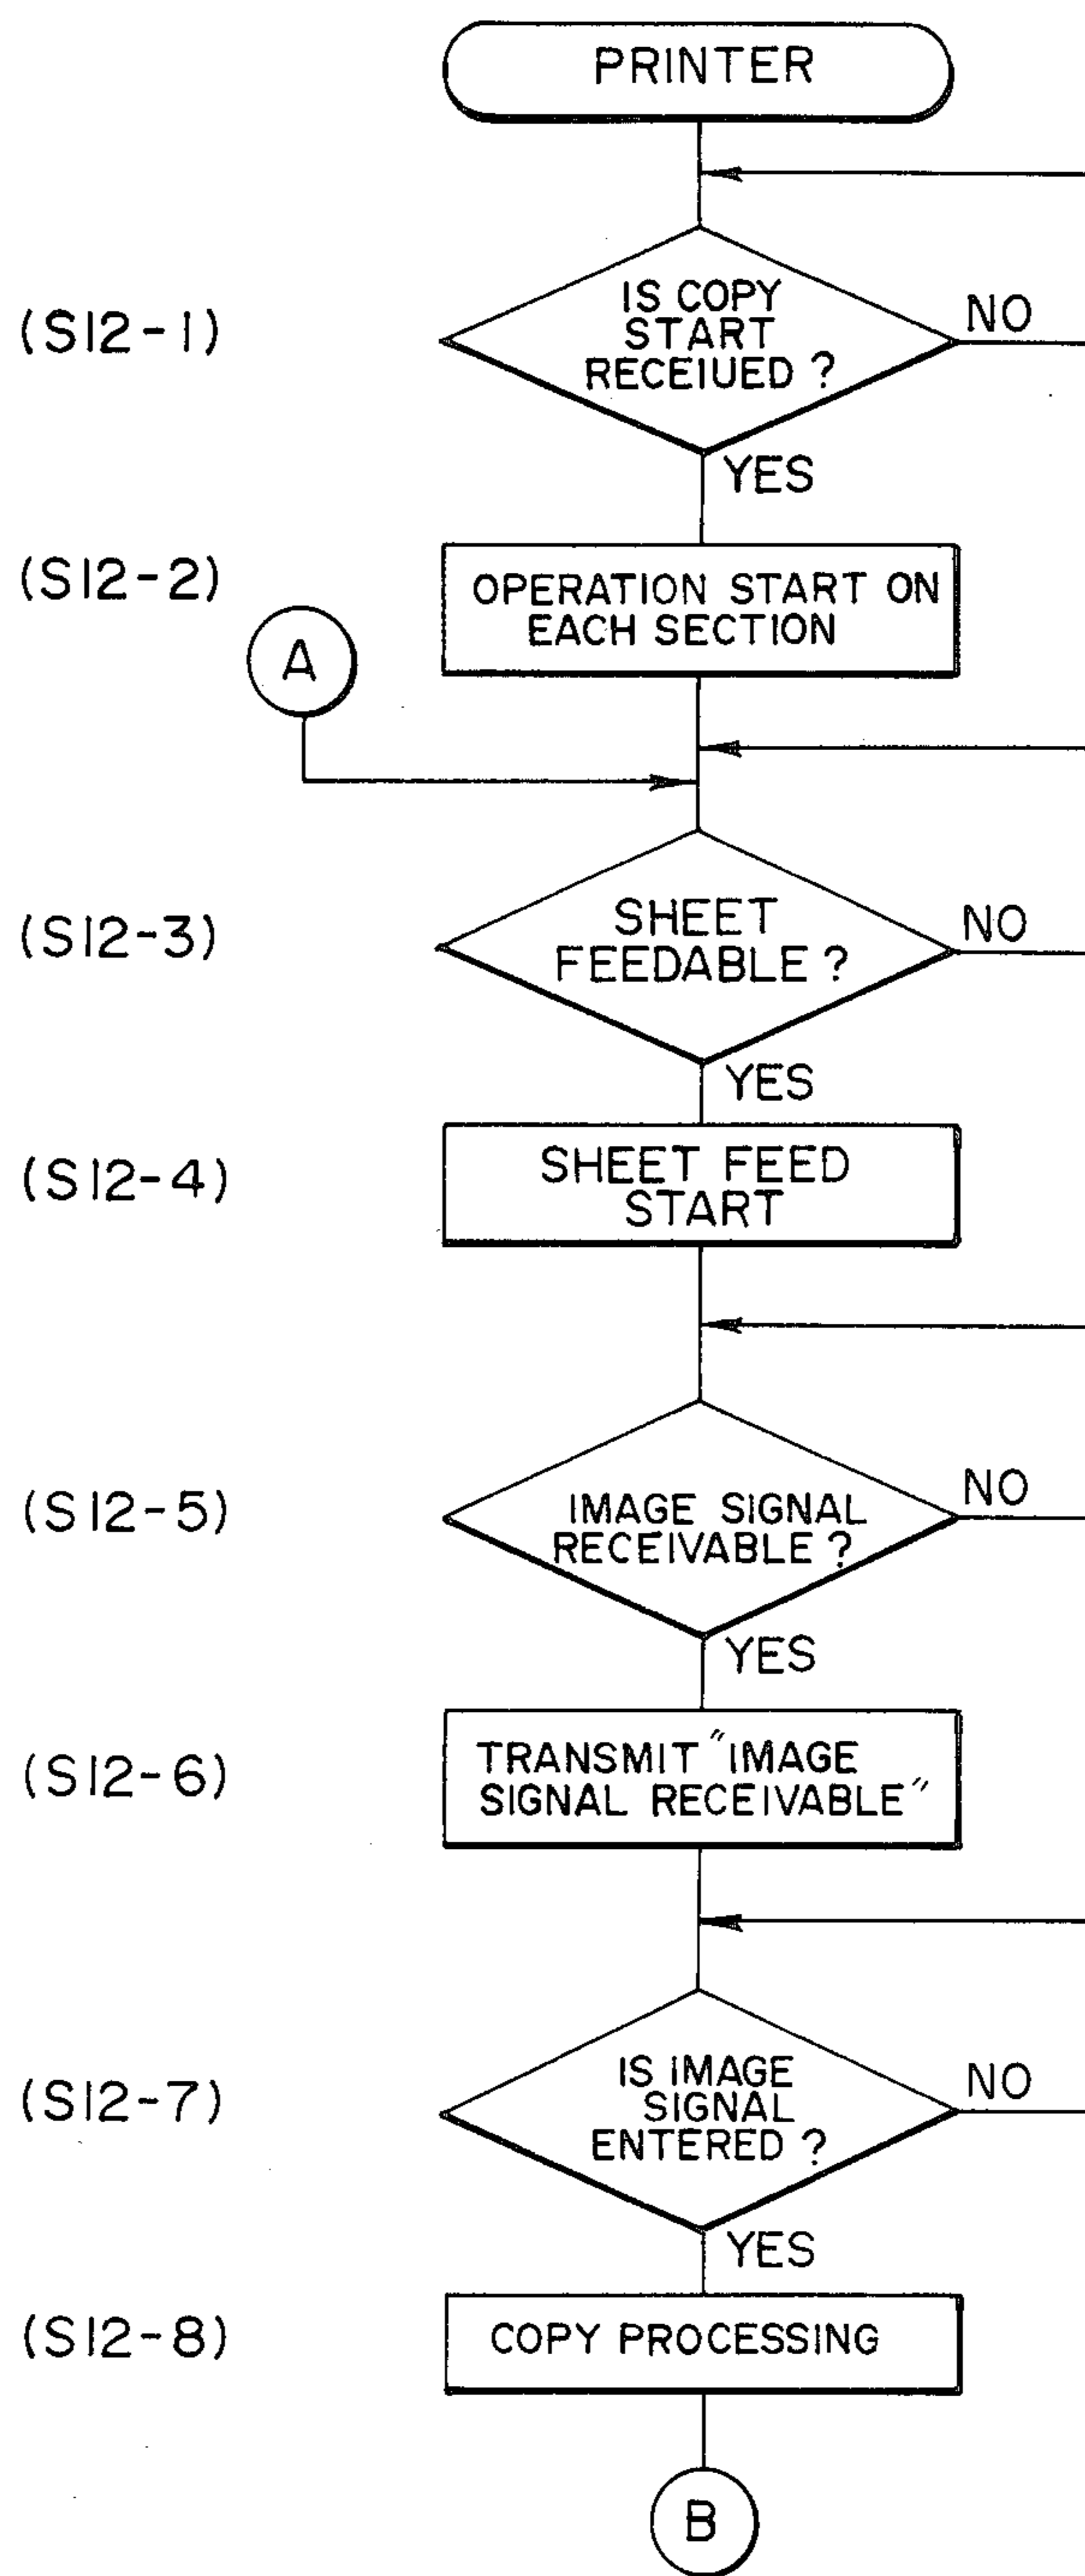 PRINTER
(S12-1)
IS COPY
START
RECEIUED ?
NO
YES
(S12-2)
OPERATION START ON
EACH SECTION
A
(S12-3)
SHEET
FEEDABLE ?
NO
YES
(S12-4)
SHEET FEED
START
(S12-5)
IMAGE SIGNAL
RECEIVABLE ?
NO
YES
(S12-6)
TRANSMIT "IMAGE
SIGNAL RECEIVABLE"
(S12-7)
IS IMAGE
SIGNAL
ENTERED ?
NO
YES
(S12-8)
COPY PROCESSING
B